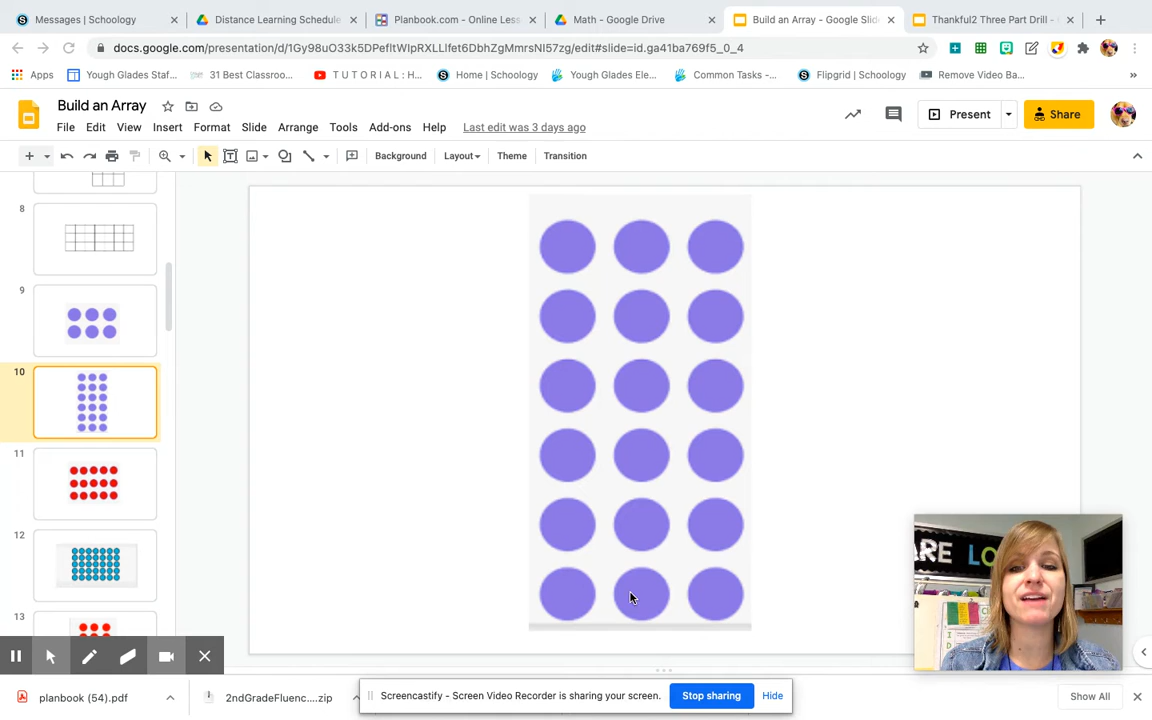 Messages | Schoology
Distance Learning Schedule
Planbook.com - Online Less
Math - Google Drive
Build an Array - Google Slid
Thankful2 Three Part Drill -
docs.google.com/presentation/d/1Gy98uO33k5DPefltWIpRXLLlfet6DbhZgMmrsNI57zg/edit#slide=id.ga41ba769f5_0_4
Apps
Yough Glades Staf...
31 Best Classroo...
T U T O R I A L : H...
Home | Schoology
Yough Glades Ele...
Common Tasks -...
Flipgrid | Schoology
Remove Video Ba...
»
Build an Array
File Edit View Insert Format Slide Arrange Tools Add-ons Help Last edit was 3 days ago
Present
Share
Background Layout Theme Transition
8
9
10
11
12
13
ARE LO
planbook (54).pdf
2ndGradeFluenc....zip
Screencastify - Screen Video Recorder is sharing your screen.
Stop sharing
Hide
Show All